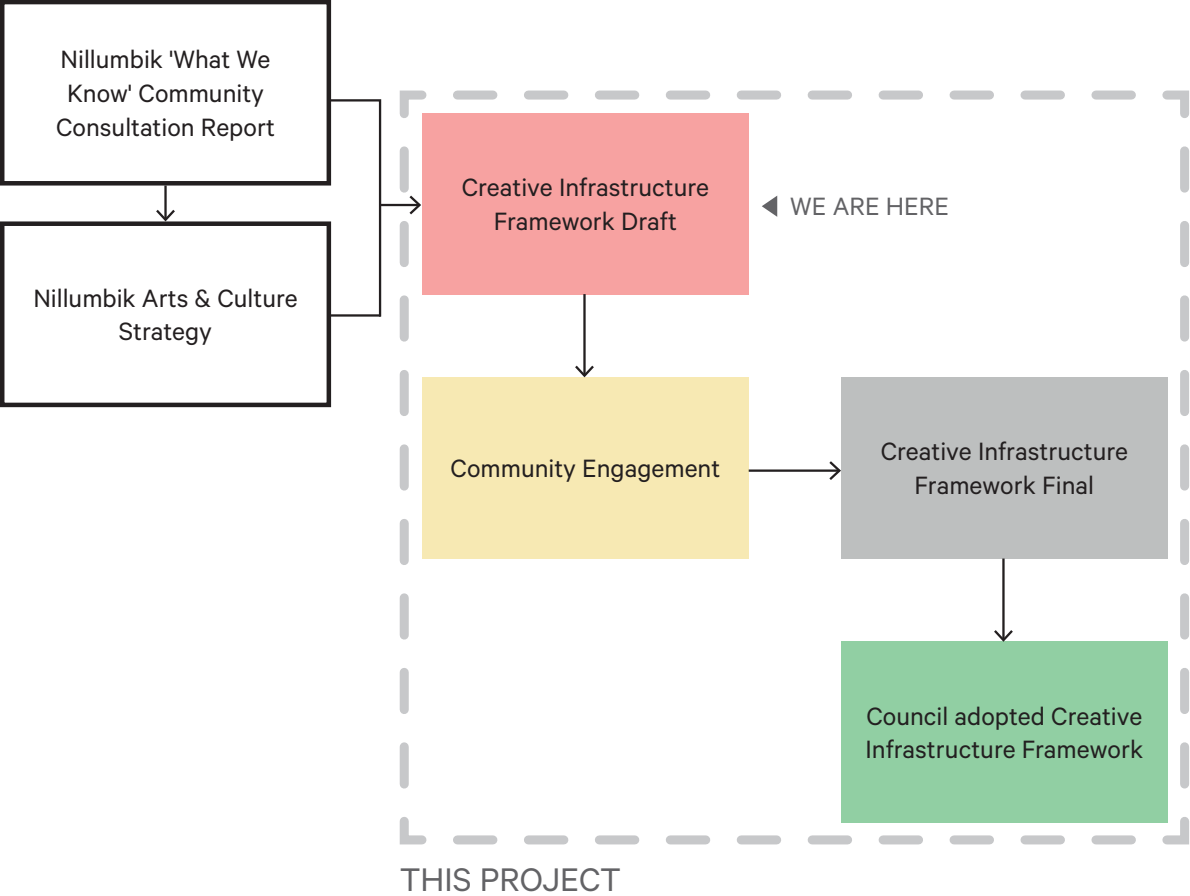 Nillumbik 'What We
Know' Community
Consultation Report
Nillumbik Arts & Culture
Strategy
Creative Infrastructure
Framework Draft
WE ARE HERE
Community Engagement
Creative Infrastructure
Framework Final
Council adopted Creative
Infrastructure Framework
THIS PROJECT